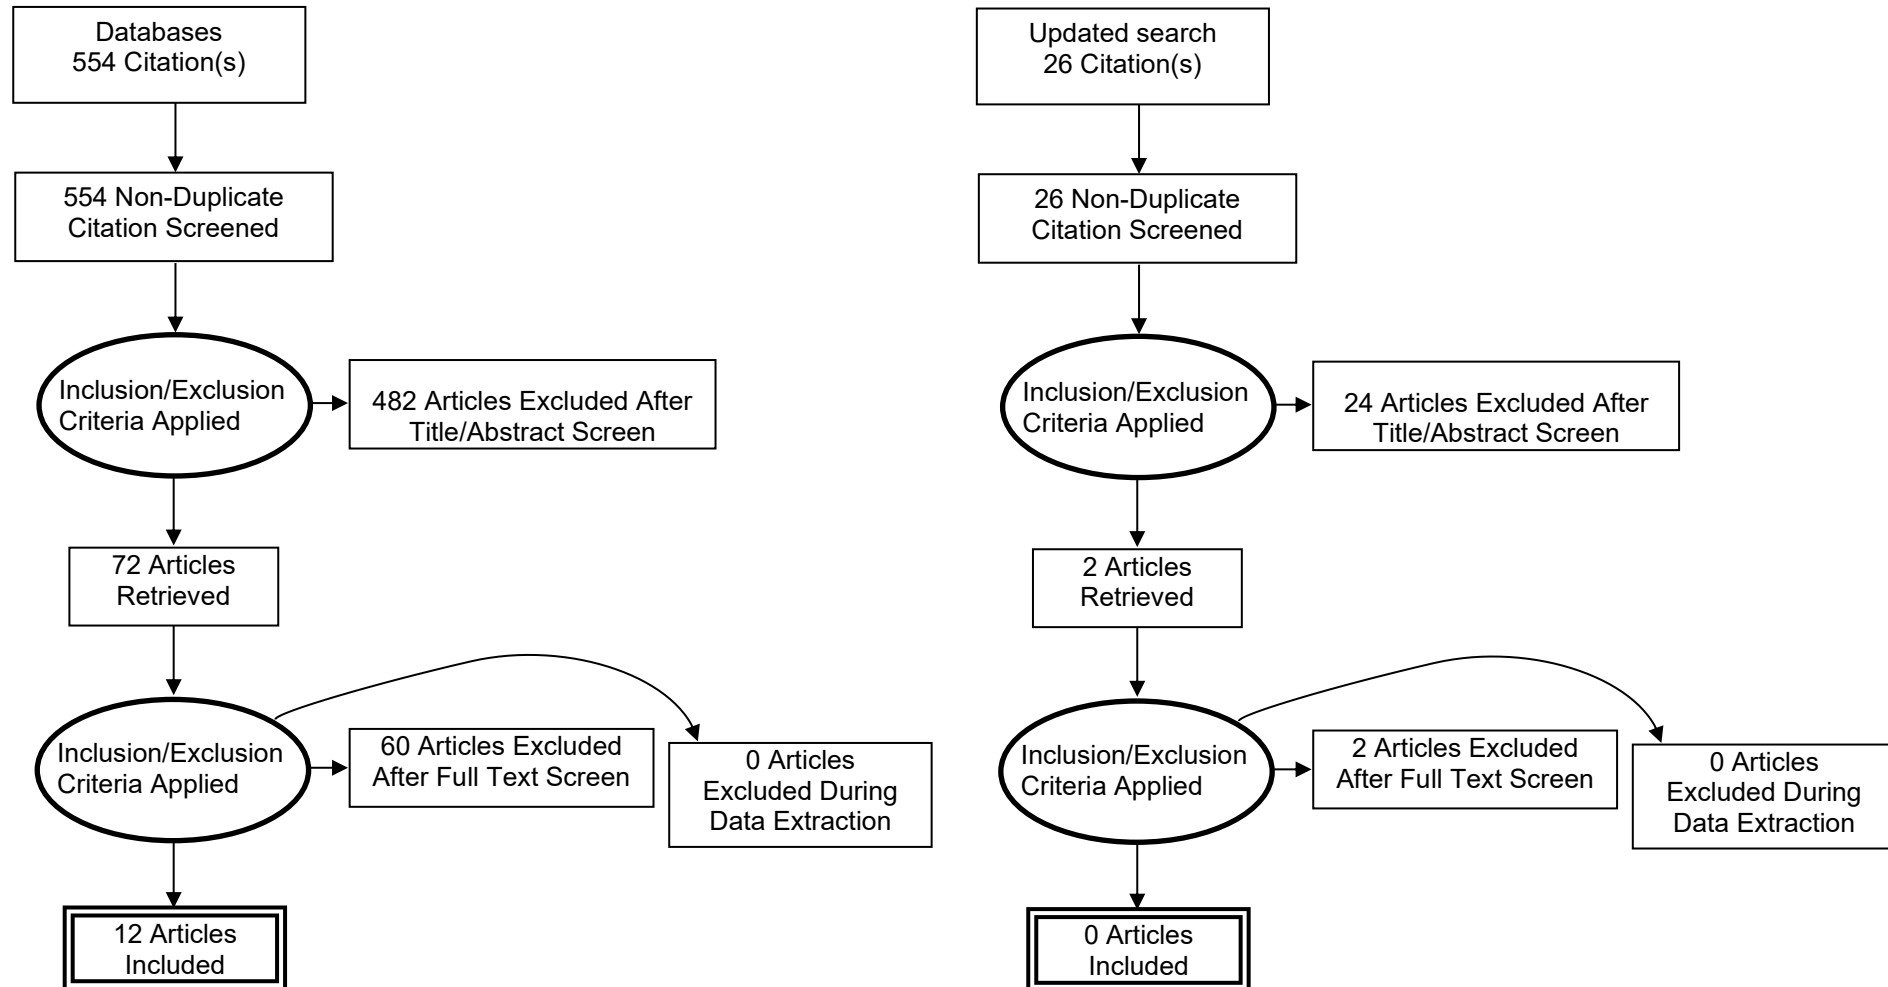 Databases
554 Citation(s)
554 Non-Duplicate
Citation Screened
Inclusion/Exclusion
Criteria Applied
482 Articles Excluded After
Title/Abstract Screen
72 Articles
Retrieved
Inclusion/Exclusion
Criteria Applied
60 Articles Excluded
After Full Text Screen
0 Articles
Excluded During
Data Extraction
12 Articles
Included
Updated search
26 Citation(s)
26 Non-Duplicate
Citation Screened
Inclusion/Exclusion
Criteria Applied
24 Articles Excluded After
Title/Abstract Screen
2 Articles
Retrieved
Inclusion/Exclusion
Criteria Applied
2 Articles Excluded
After Full Text Screen
0 Articles
Excluded During
Data Extraction
0 Articles
Included